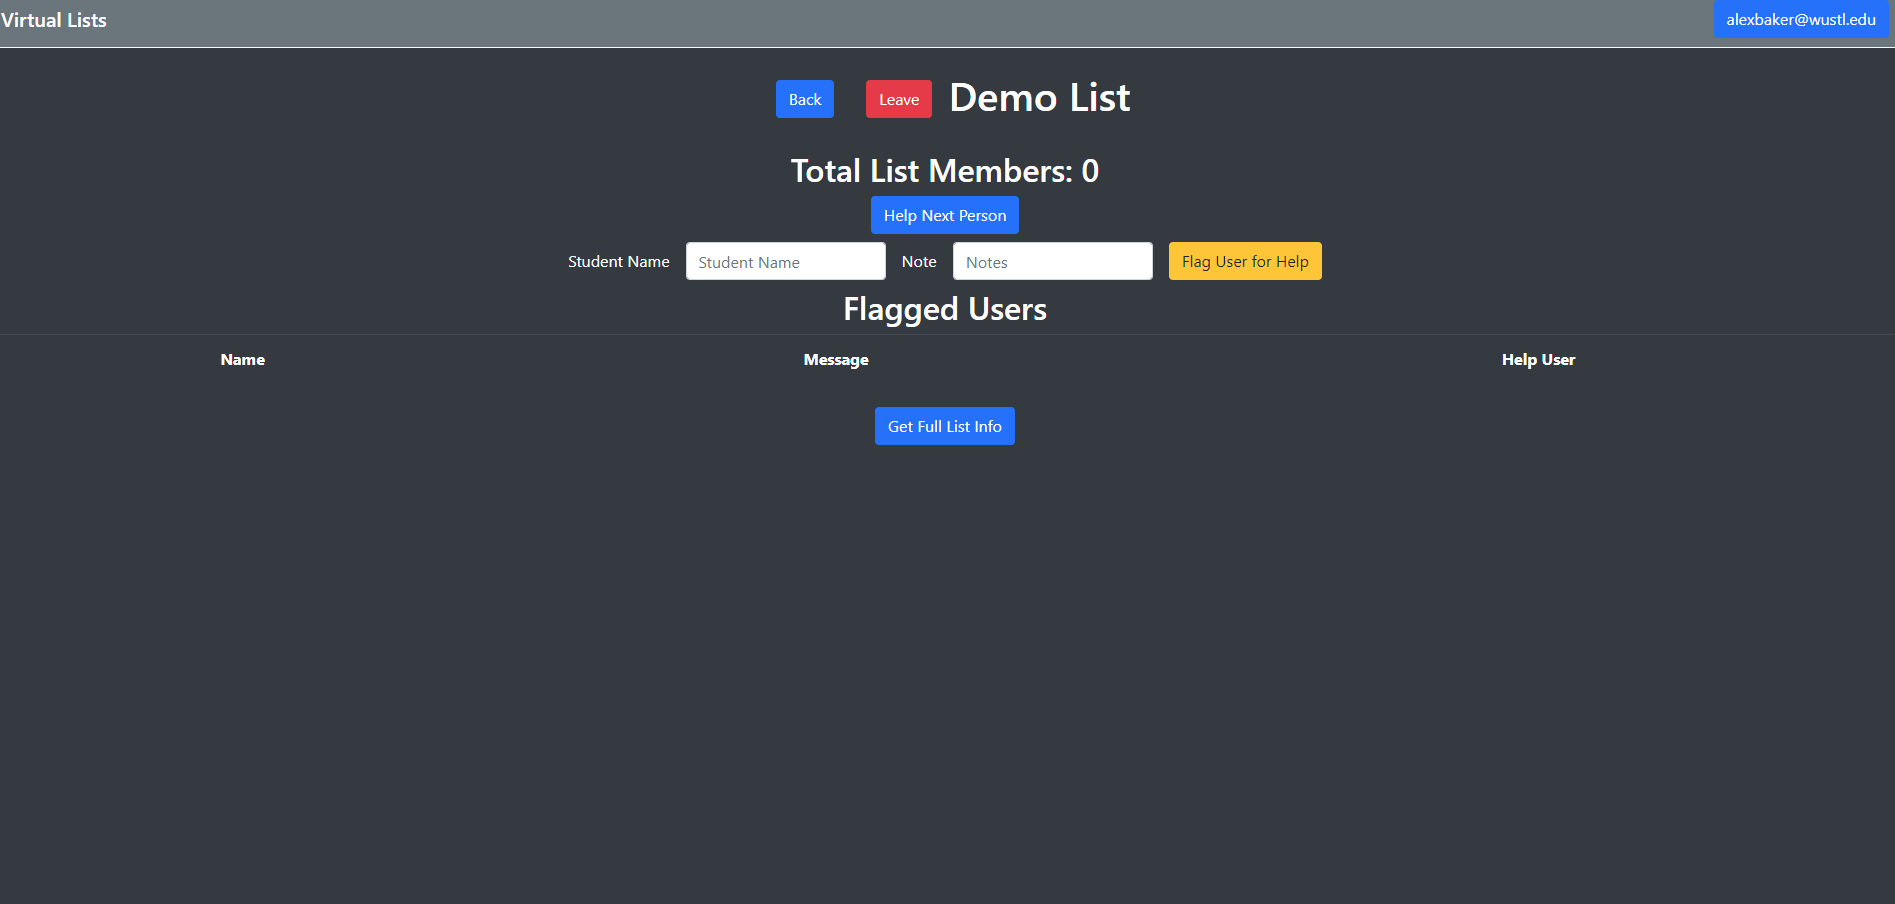 Virtual Lists alexbaker@wustl.edu
Back Leave Demo List
Total List Members: 0
Help Next Person
Student Name Student Name Note Notes Flag User for Help
Flagged Users
Name Message Help User
Get Full List Info